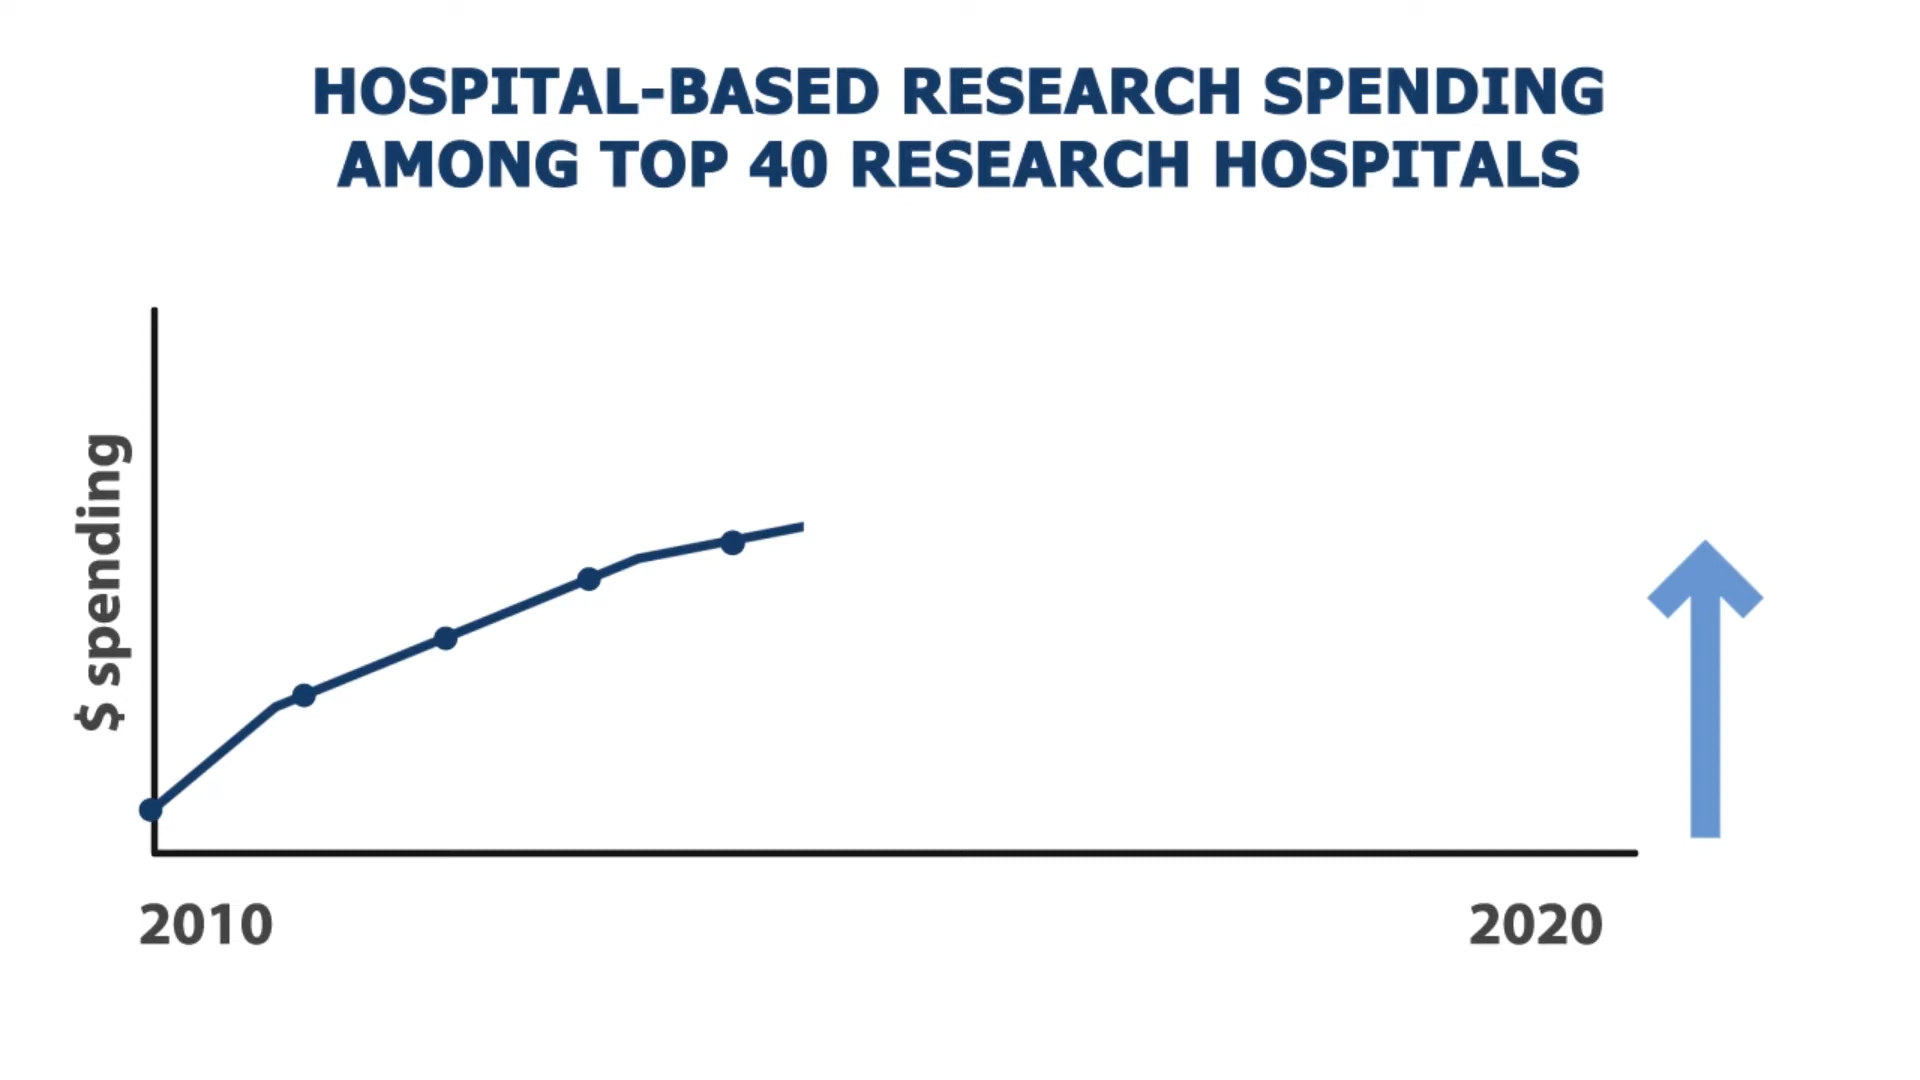 HOSPITAL-BASED RESEARCH SPENDING
AMONG TOP 40 RESEARCH HOSPITALS
$ spending
2010
2020